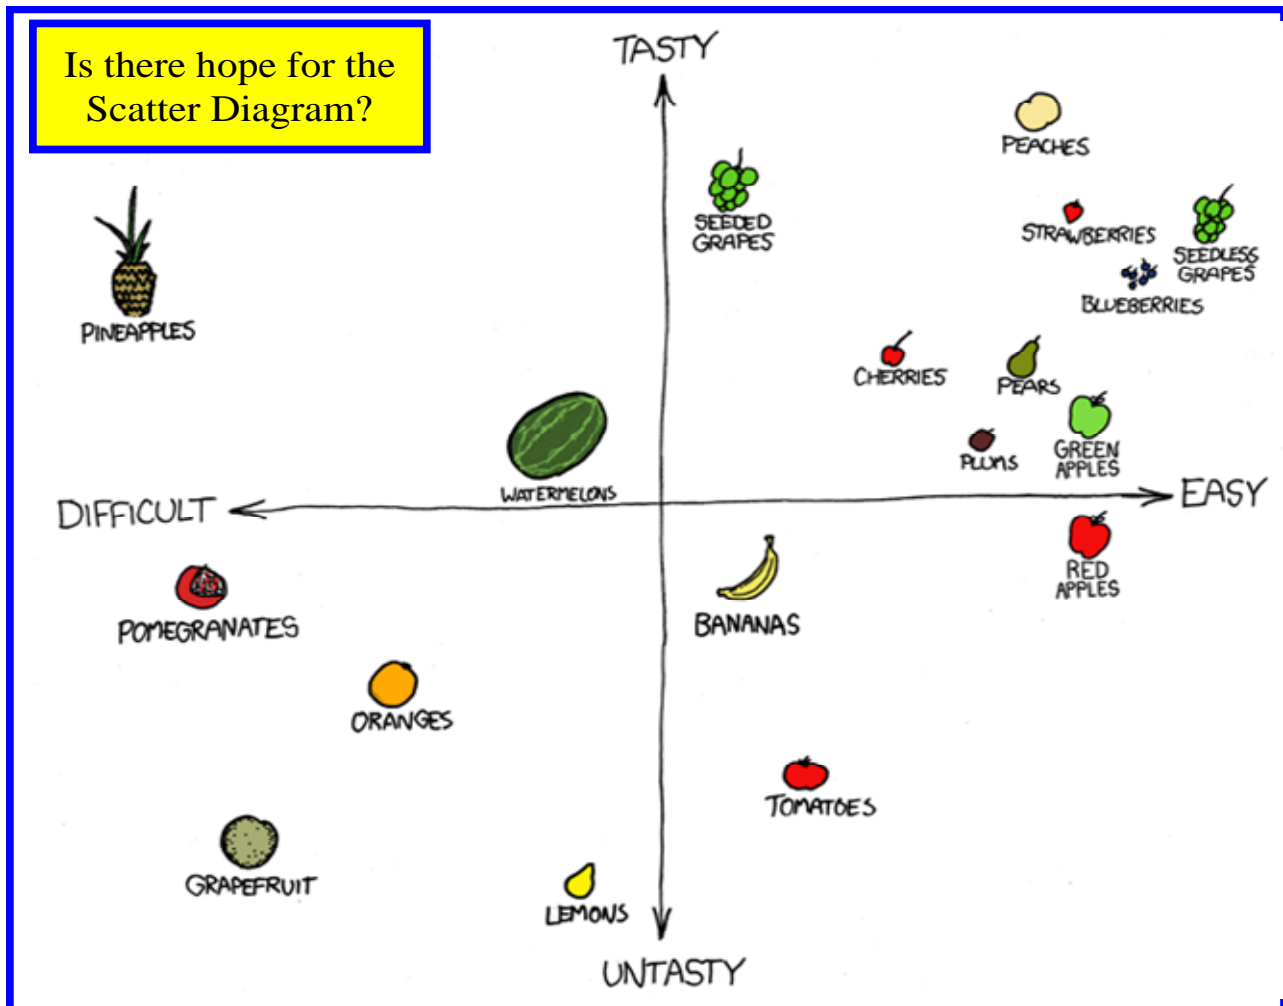 Is there hope for the
Scatter Diagram?
TASTY
PEACHES
SEEDED
GRAPES
STRAWBERRIES
SEEDLESS
GRAPES
BLUEBERRIES
PINEAPPLES
CHERRIES
PEARS
GREEN
APPLES
PLUMS
WATERMELONS
DIFFICULT
EASY
RED
APPLES
POMEGRANATES
BANANAS
ORANGES
TOMATOES
GRAPEFRUIT
LEMONS
UNTASTY